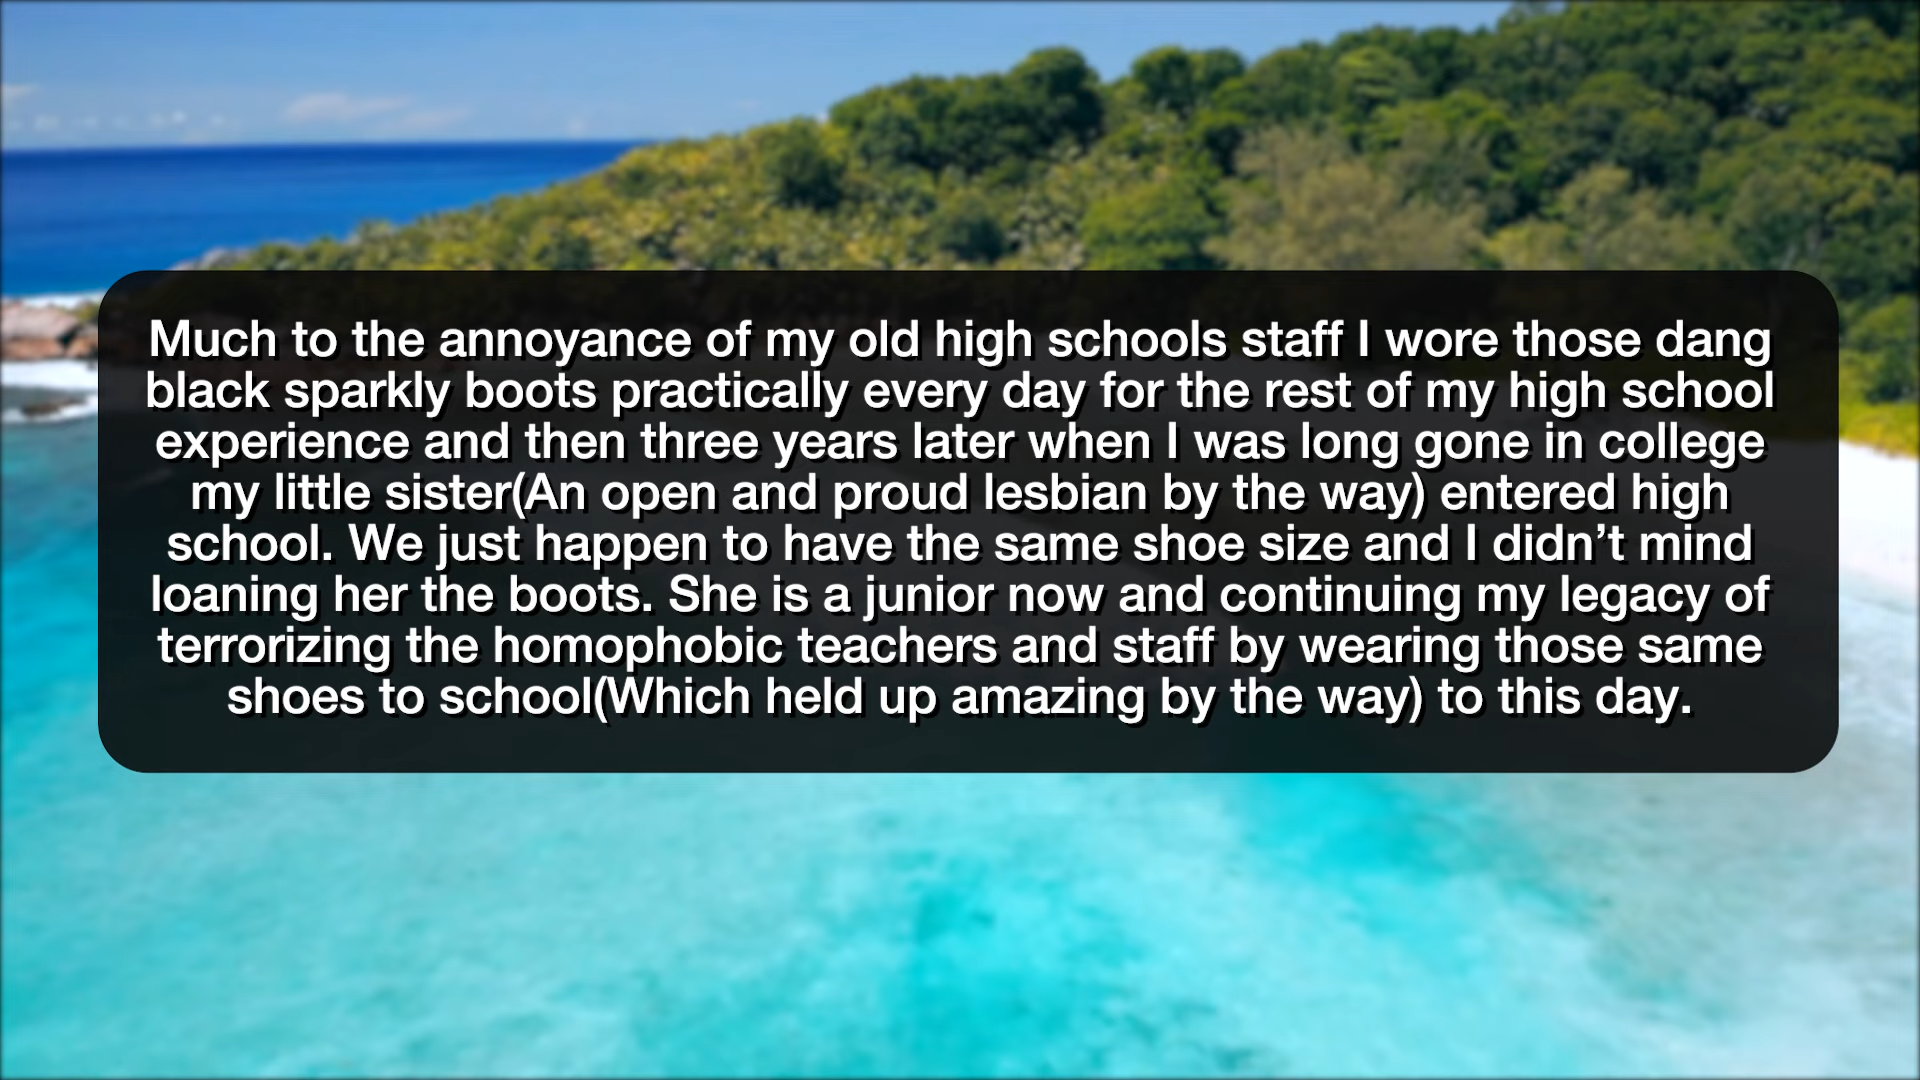 Much to the annoyance of my old high schools staff I wore those dang
black sparkly boots practically every day for the rest of my high school
experience and then three years later when I was long gone in college
my little sister(An open and proud lesbian by the way) entered high
school. We just happen to have the same shoe size and I didn’t mind
loaning her the boots. She is a junior now and continuing my legacy of
terrorizing the homophobic teachers and staff by wearing those same
shoes to school(Which held up amazing by the way) to this day.